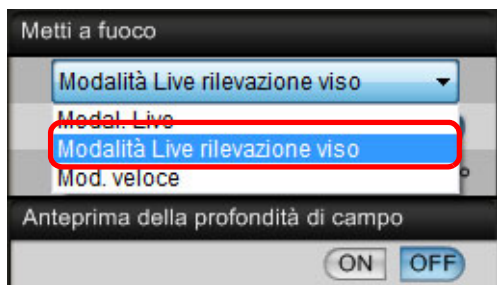 Metti a fuoco
Modalità Live rilevazione viso
Modal. Live
Modalità Live rilevazione viso
Mod. veloce
Anteprima della profondità di campo
ON OFF